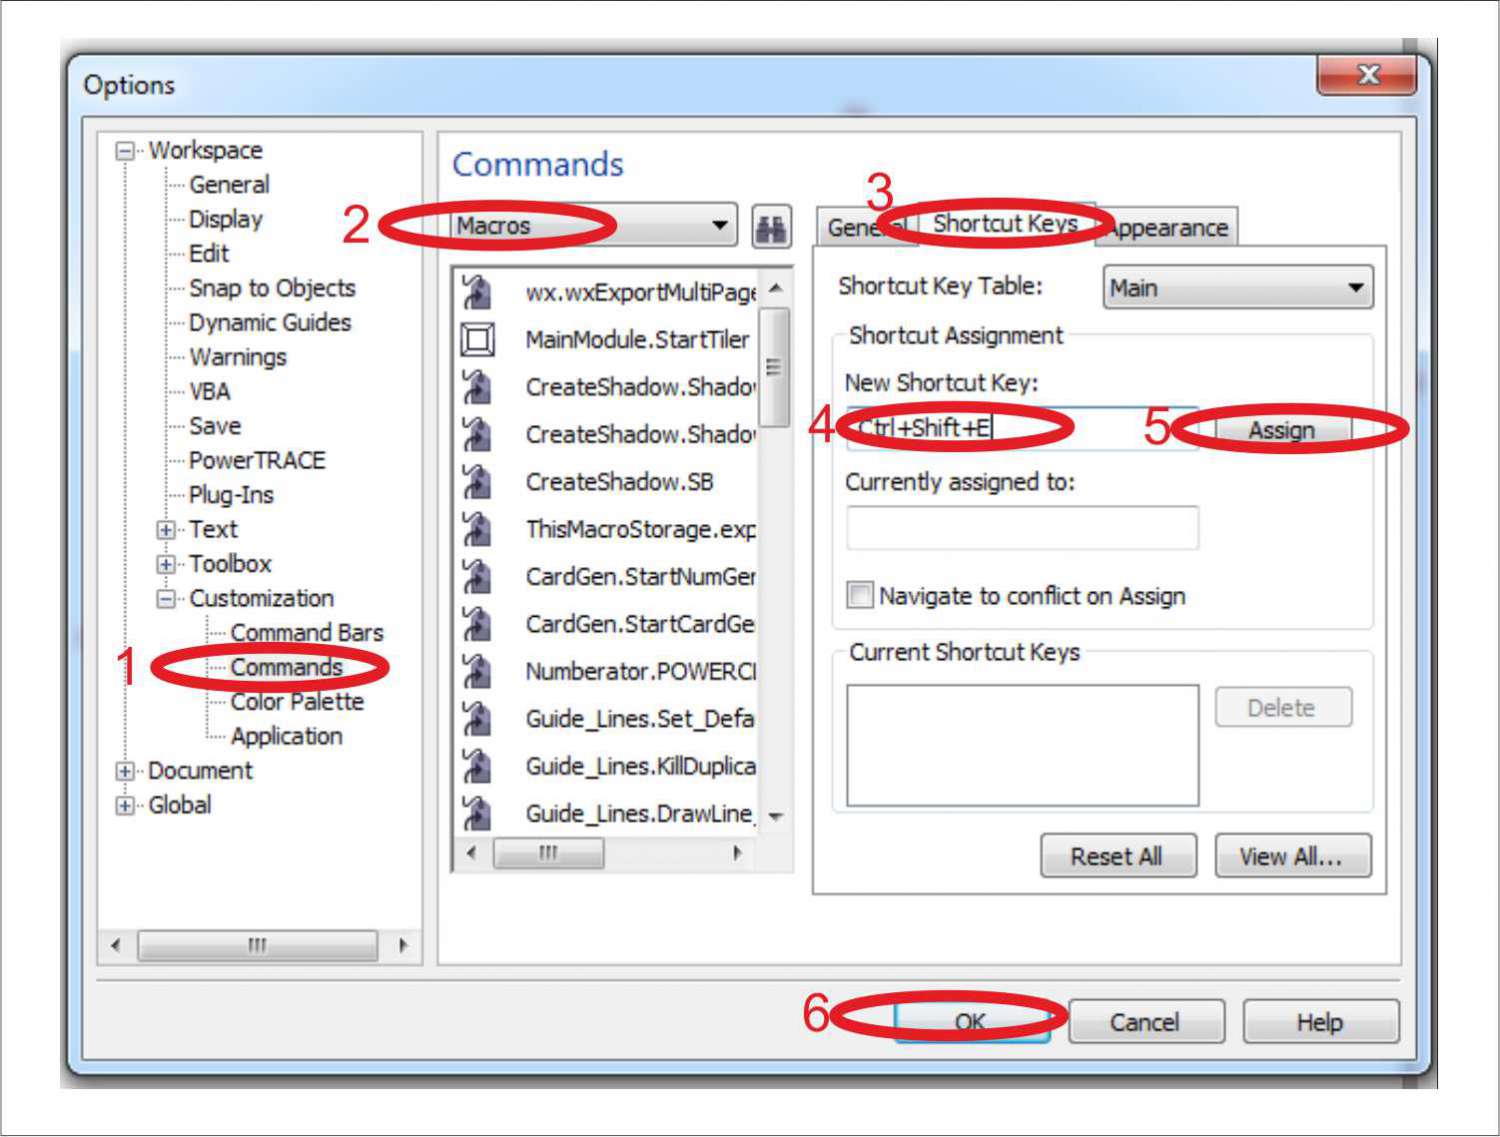 Options
Workspace
General
Display
Edit
Snap to Objects
Dynamic Guides
Warnings
VBA
Save
PowerTRACE
Plug-Ins
Text
Toolbox
Customization
Command Bars
1 Commands
Color Palette
Application
Document
Global
Commands
2 Macros
wx.wxExportMultiPage
MainModule.StartTiler
CreateShadow.Shado
CreateShadow.Shado
CreateShadow.SB
ThisMacroStorage.exp
CardGen.StartNumGer
CardGen.StartCardGe
Numberator.POWERCL
Guide_Lines.Set_Defa
Guide_Lines.KillDuplica
Guide_Lines.DrawLine_
3
General Shortcut Keys Appearance
Shortcut Key Table: Main
Shortcut Assignment
New Shortcut Key:
4 Ctrl+Shift+E 5 Assign
Currently assigned to:
Navigate to conflict on Assign
Current Shortcut Keys
Delete
Reset All View All...
6 OK Cancel Help